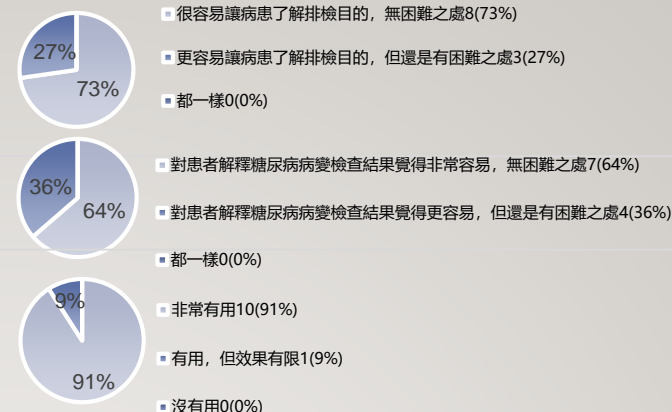 很容易讓病患了解排檢目的，無困難之處8(73%)
27%
更容易讓病患了解排檢目的，但還是有困難之處3(27%)
73%
都一樣0(0%)
對患者解釋糖尿病病變檢查結果覺得非常容易，無困難之處7(64%)
36%
64%
對患者解釋糖尿病病變檢查結果覺得更容易，但還是有困難之處4(36%)
都一樣0(0%)
9%
非常有用10(91%)
有用，但效果有限1(9%)
91%
沒有用0(0%)